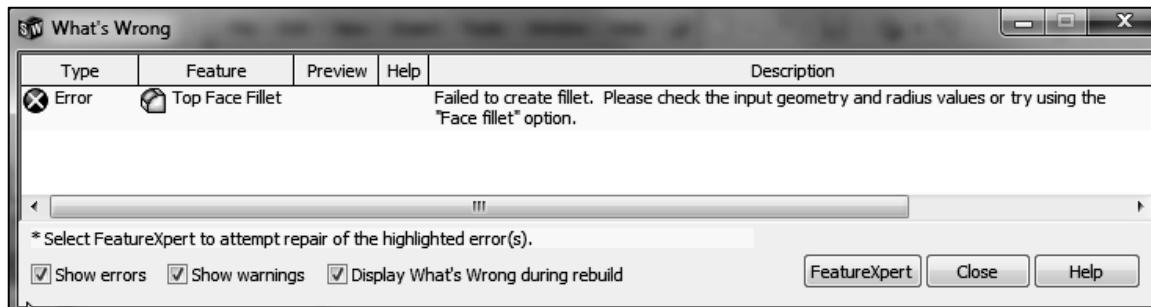 What's Wrong
Type Feature Preview Help Description
Error Top Face Fillet Failed to create fillet. Please check the input geometry and radius values or try using the
"Face fillet" option.
* Select FeatureXpert to attempt repair of the highlighted error(s).
Show errors Show warnings Display What's Wrong during rebuild FeatureXpert Close Help